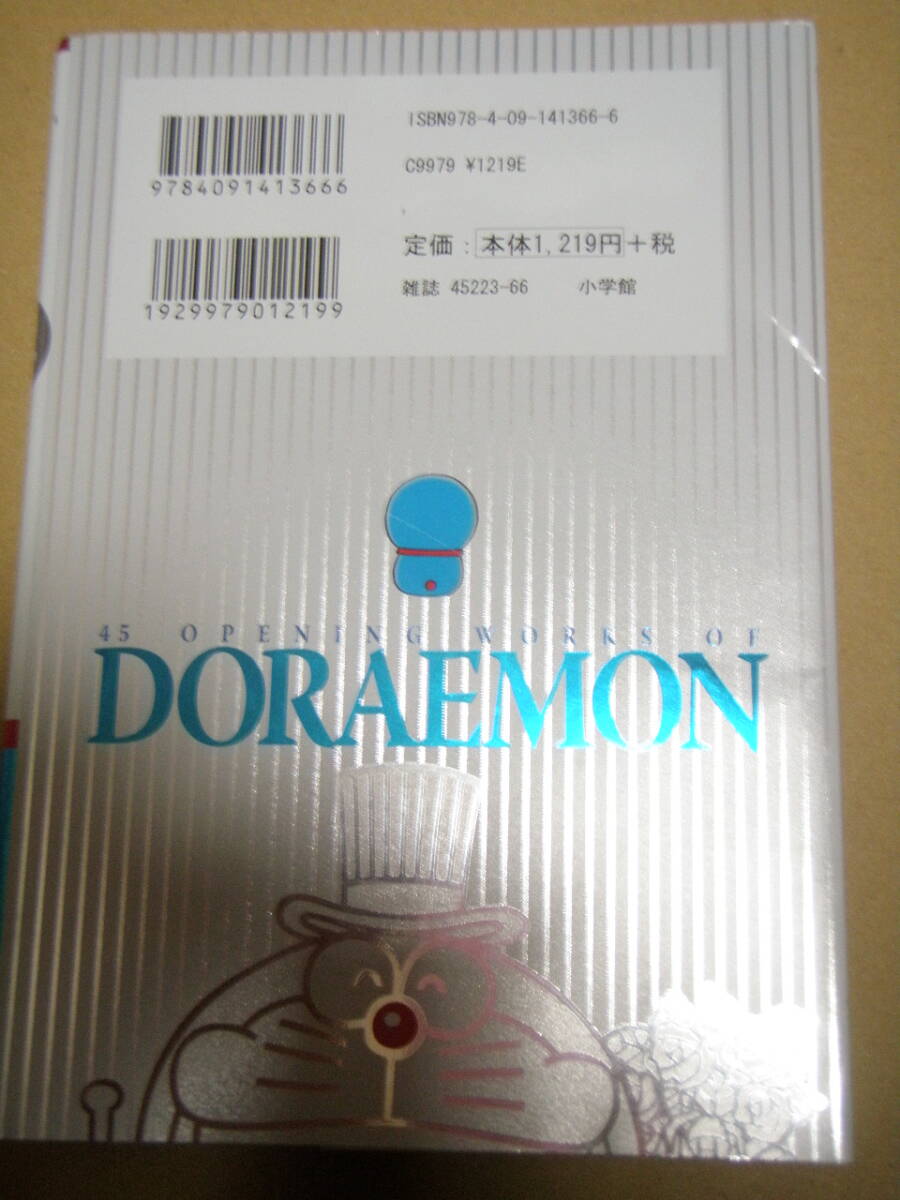 ISBN978-4-09-141366-6
9784091413666
C9979 ¥1219E
定価：本体1,219円＋税
1929979012199
雑誌 45223-66 小学館
45 OPENING WORKS OF
DORAEMON